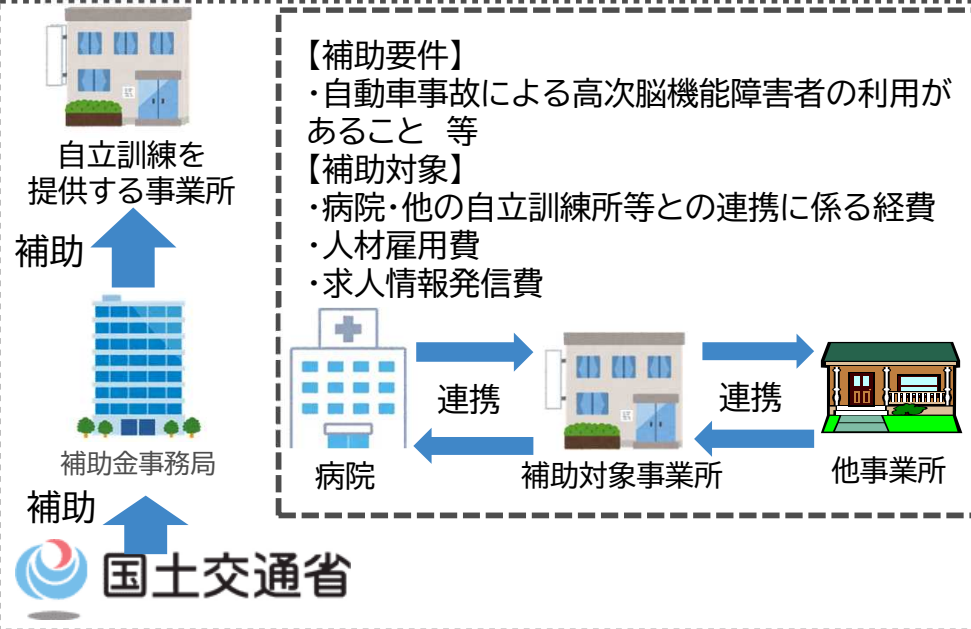 自立訓練を
提供する事業所
補助
補助金事務局
補助
国土交通省
【補助要件】
・自動車事故による高次脳機能障害者の利用が
あること 等
【補助対象】
・病院・他の自立訓練所等との連携に係る経費
・人材雇用費
・求人情報発信費
連携
連携
病院
補助対象事業所
他事業所